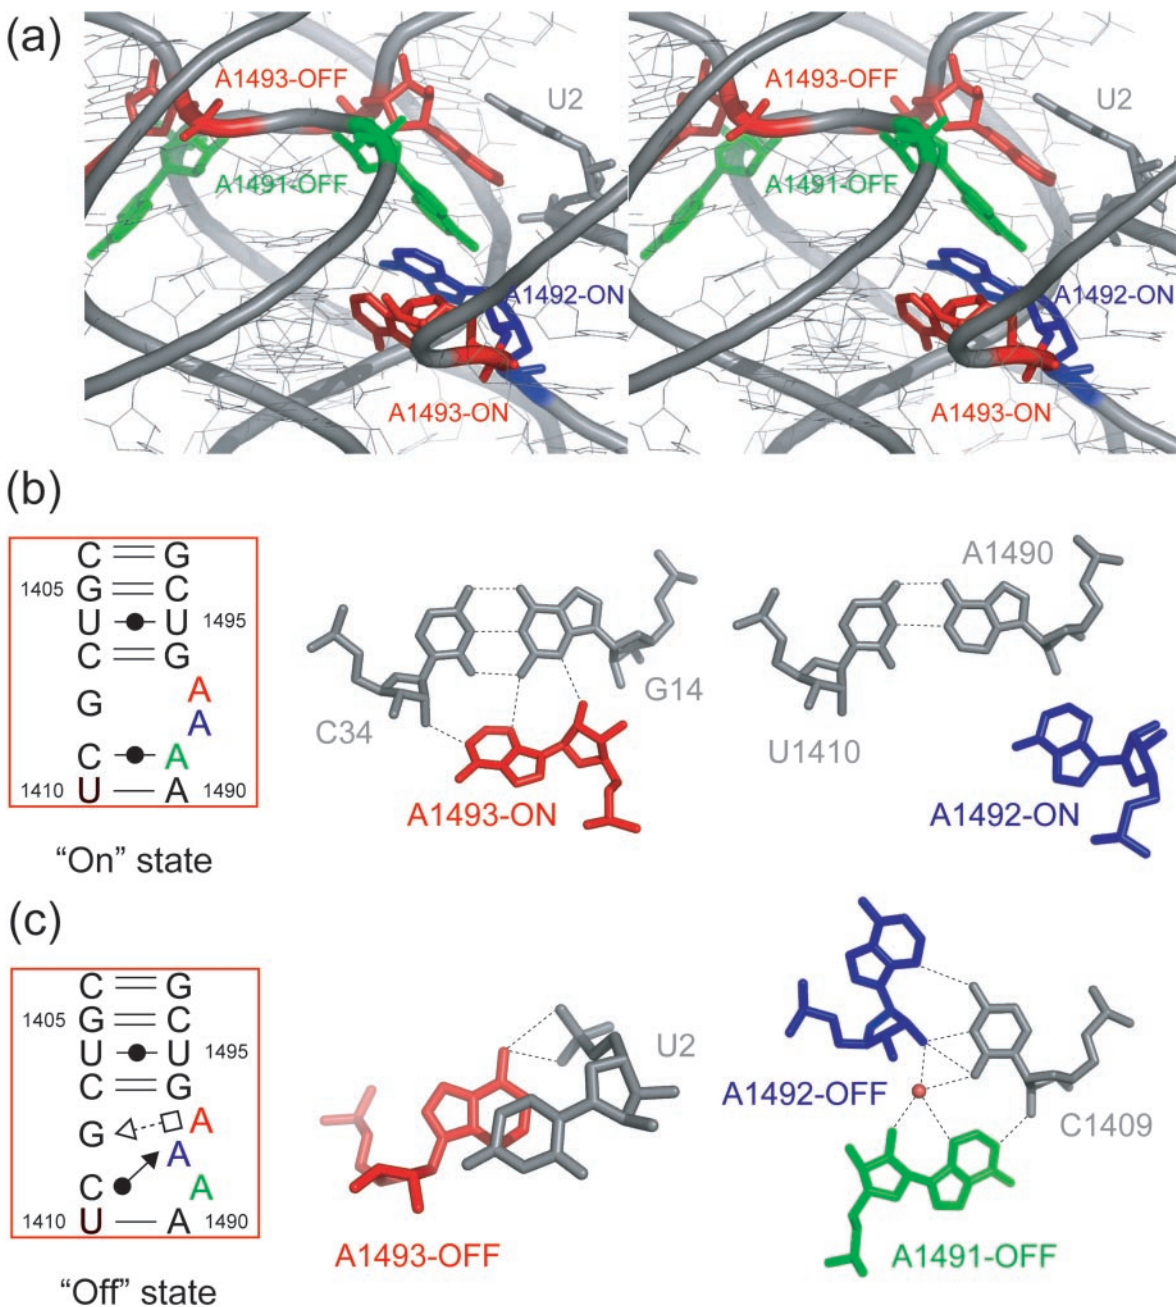 (a)
A1493-OFF
U2
A1491-OFF
A1492-ON
A1493-ON
A1493-OFF
U2
A1491-OFF
A1492-ON
A1493-ON
(b)
C G
1405 G C
U U 1495
C G
A
G A
C A
1410 U A 1490
“On” state
C34
G14
A1493-ON
A1490
U1410
A1492-ON
(c)
C G
1405 G C
U U 1495
C G
G A
A
C A
1410 U A 1490
“Off” state
U2
A1493-OFF
A1492-OFF
C1409
A1491-OFF